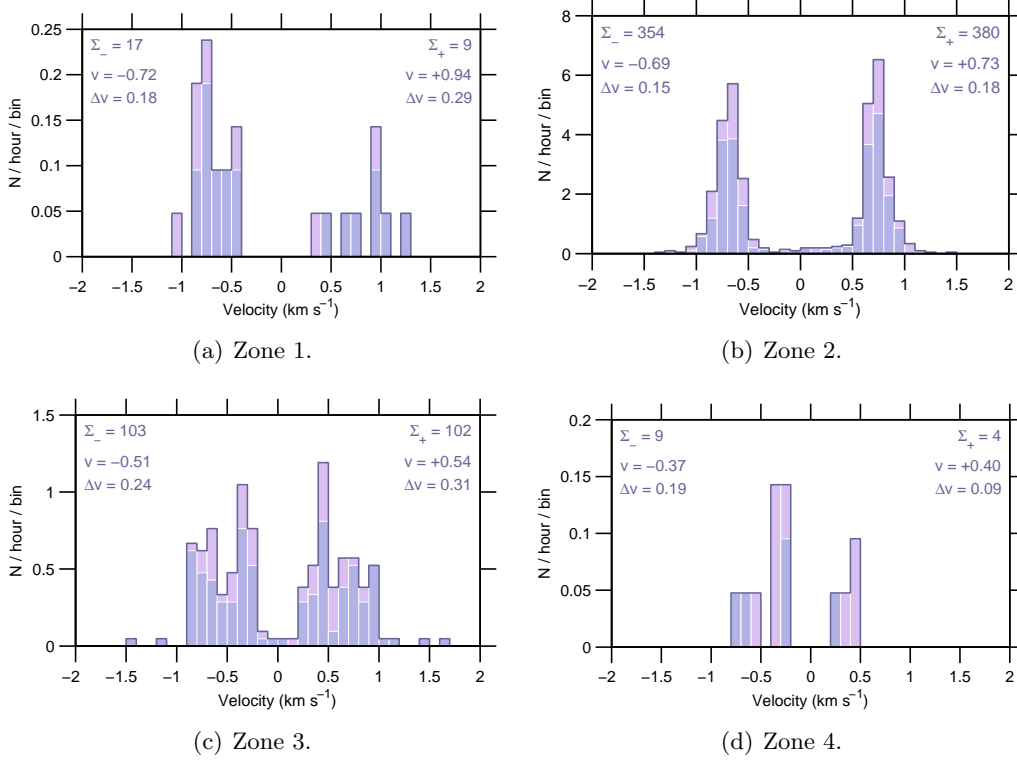 0.25
0.2
0.15
0.1
0.05
0
N / hour / bin
Σ₋ = 17
v = −0.72
Δv = 0.18
Σ₊ = 9
v = +0.94
Δv = 0.29
−2 −1.5 −1 −0.5 0 0.5 1 1.5 2
Velocity (km s⁻¹)
(a) Zone 1.
8
6
4
2
0
N / hour / bin
Σ₋ = 354
v = −0.69
Δv = 0.15
Σ₊ = 380
v = +0.73
Δv = 0.18
−2 −1.5 −1 −0.5 0 0.5 1 1.5 2
Velocity (km s⁻¹)
(b) Zone 2.
1.5
1
0.5
0
N / hour / bin
Σ₋ = 103
v = −0.51
Δv = 0.24
Σ₊ = 102
v = +0.54
Δv = 0.31
−2 −1.5 −1 −0.5 0 0.5 1 1.5 2
Velocity (km s⁻¹)
(c) Zone 3.
0.2
0.15
0.1
0.05
0
N / hour / bin
Σ₋ = 9
v = −0.37
Δv = 0.19
Σ₊ = 4
v = +0.40
Δv = 0.09
−2 −1.5 −1 −0.5 0 0.5 1 1.5 2
Velocity (km s⁻¹)
(d) Zone 4.